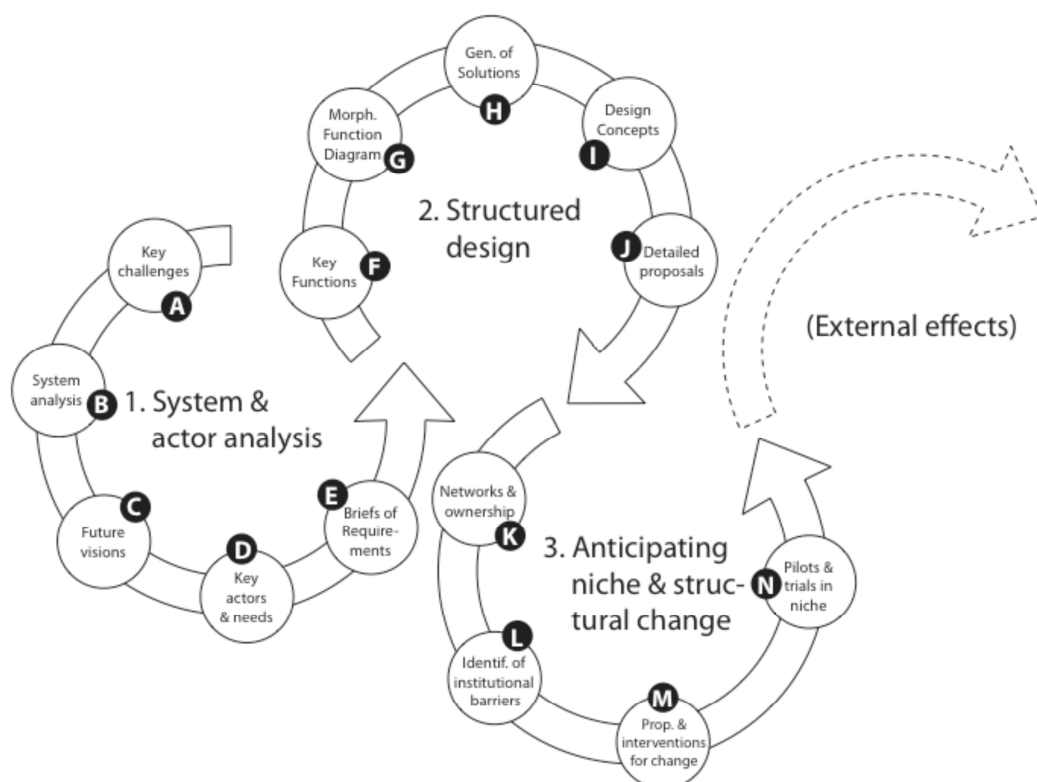 Key
challenges
A
System
analysis
B
1. System &
actor analysis
Future
visions
C
Key
actors
& needs
D
Briefs of
Require-
ments
E
Key
Functions
F
Morph.
Function
Diagram
G
Gen. of
Solutions
H
Design
Concepts
I
2. Structured
design
Detailed
proposals
J
Networks &
ownership
K
3. Anticipating
niche & struc-
tural change
Identif. of
institutional
barriers
L
Prop. &
interventions
for change
M
Pilots &
trials in
niche
N
(External effects)